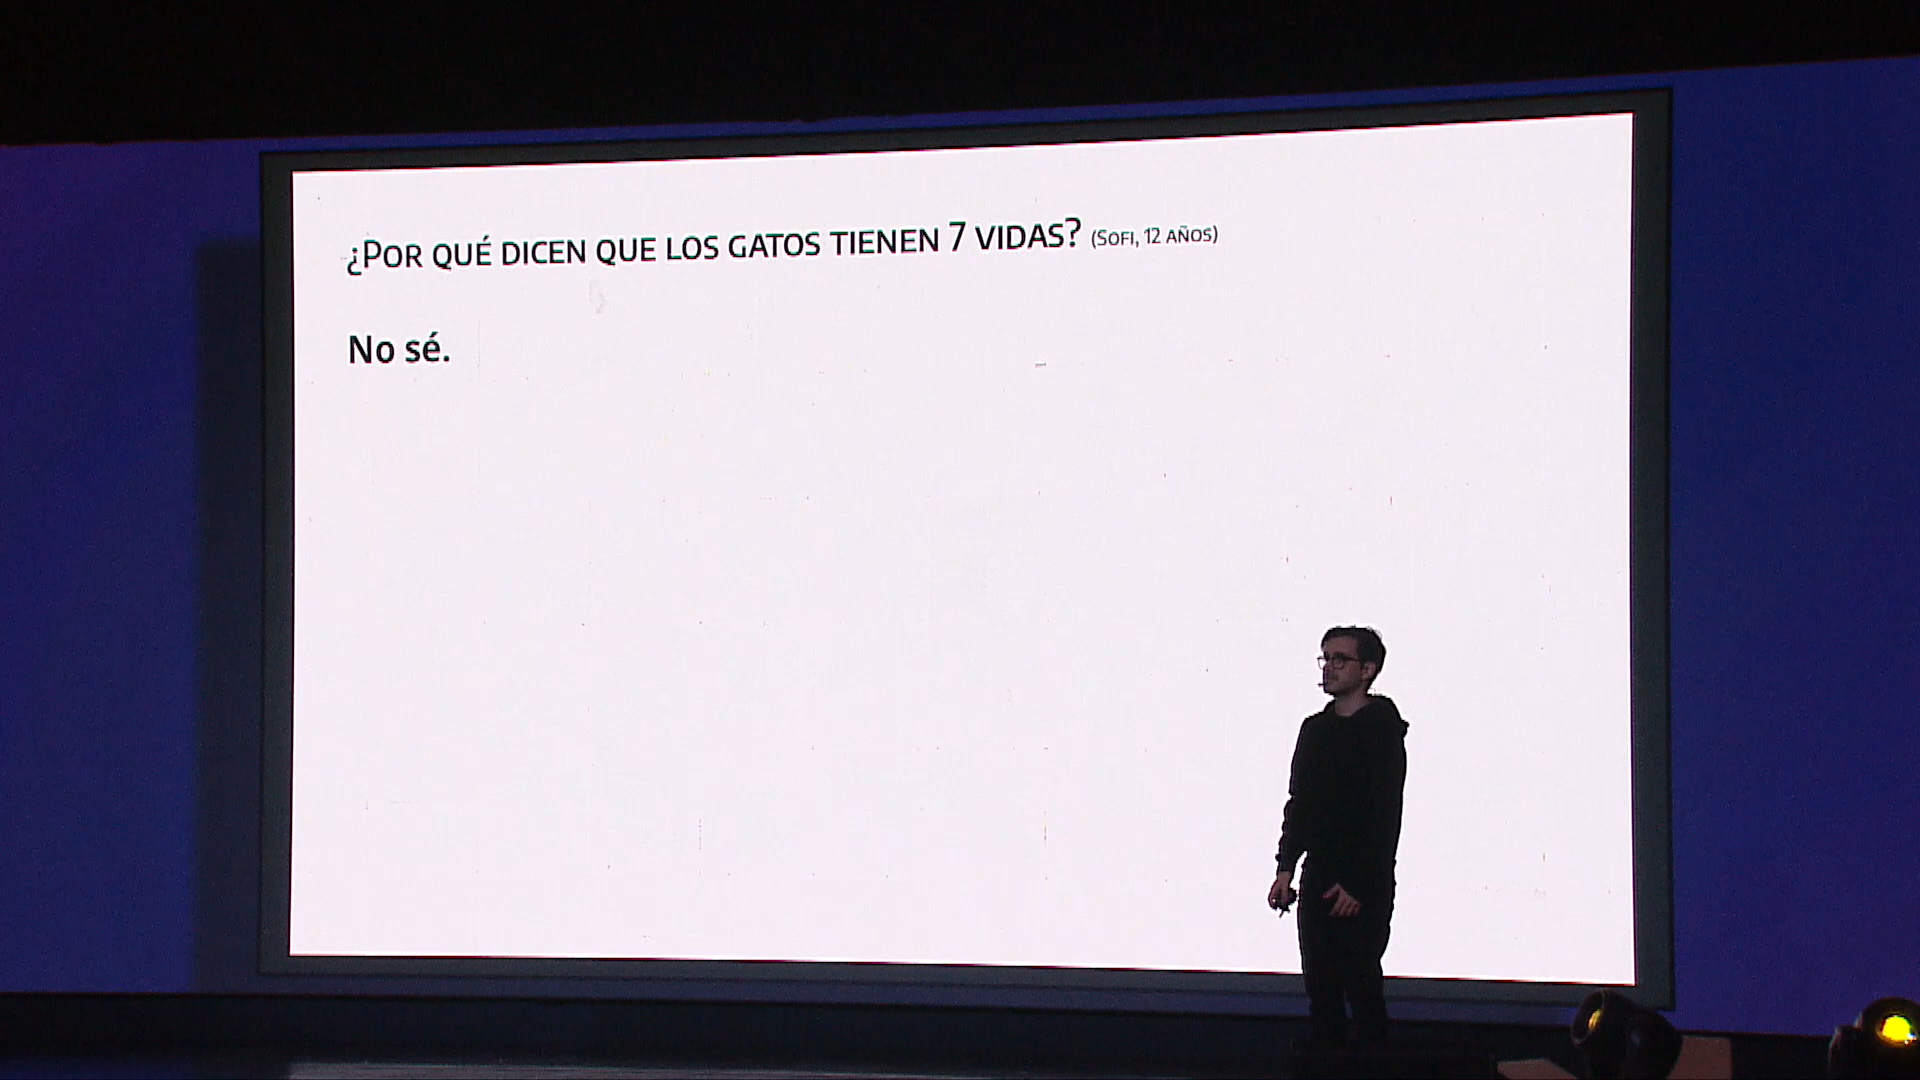 ¿Por qué dicen que los gatos tienen 7 vidas? (Sofi, 12 años)
No sé.